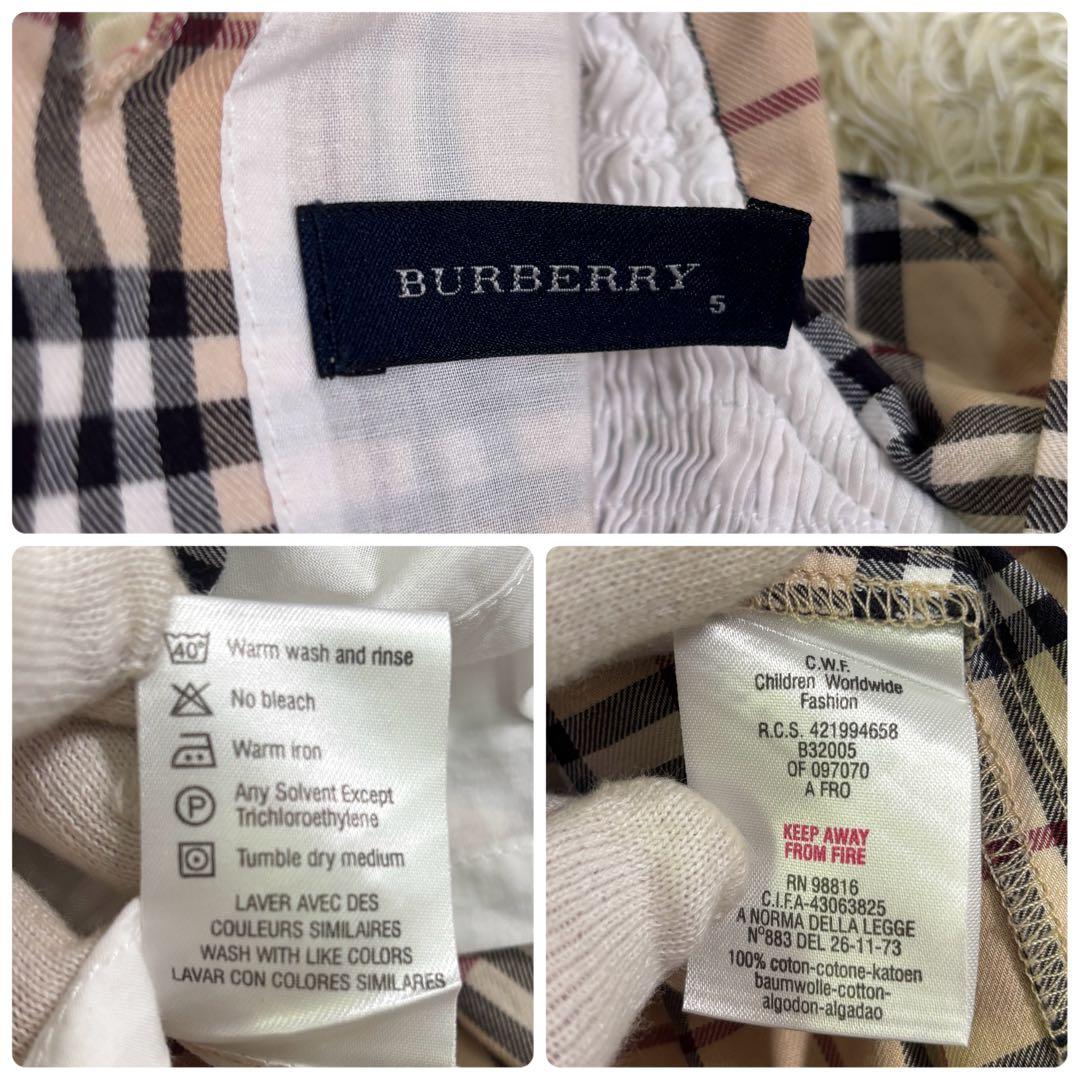 BURBERRY
5
40°
Warm wash and rinse
No bleach
Warm iron
P
Any Solvent Except
Trichloroethylene
Tumble dry medium
LAVER AVEC DES
COULEURS SIMILAIRES
WASH WITH LIKE COLORS
LAVAR CON COLORES SIMILARES
C.W.F.
Children Worldwide
Fashion
R.C.S. 421994658
B32005
OF 097070
A FRO
KEEP AWAY
FROM FIRE
RN 98816
C.I.F.A-43063825
A NORMA DELLA LEGGE
N°883 DEL 26-11-73
100% coton-cotone-katoen
baumwolle-cotton-
algodon-algadao